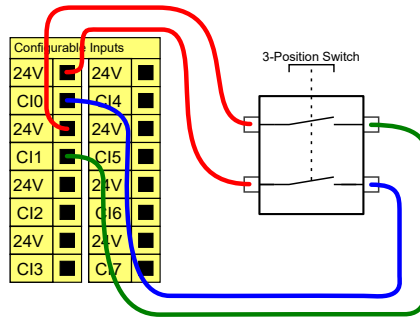 3-Position Switch
Configurable Inputs
24V 24V
CI0 CI4
24V 24V
CI1 CI5
24V 24V
CI2 CI6
24V 24V
CI3 CI7